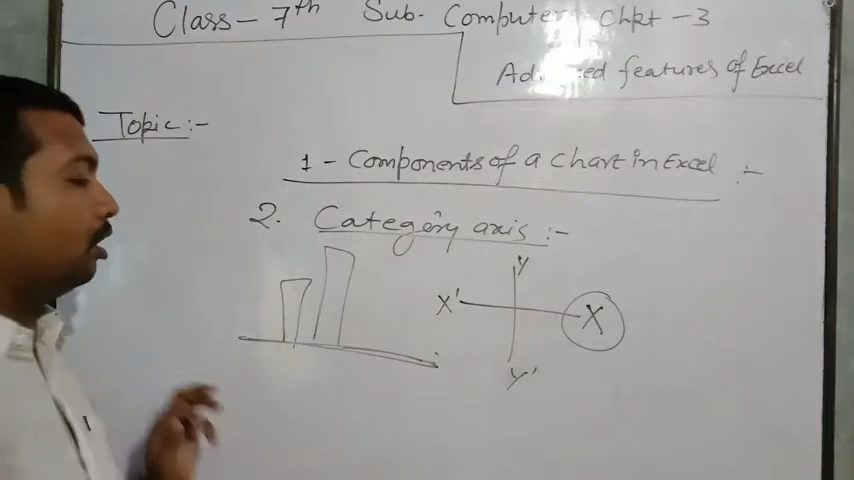 Class - 7th Sub. Computer Chpt - 3
features of Excel
Topic :-
1 - Components of a Chart in Excel :-
2. Category axis :-
Y
X' X
Y'